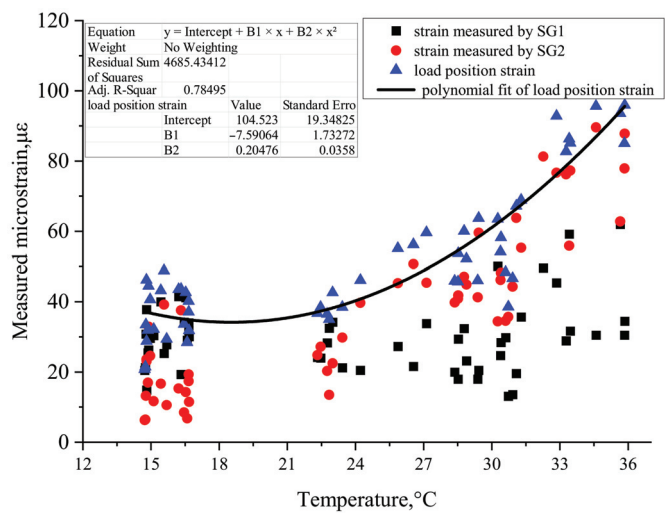 Equation y = Intercept + B1 × x + B2 × x²
Weight No Weighting
Residual Sum of Squares 4685.43412
Adj. R-Squar 0.78495
load position strain Value Standard Erro
Intercept 104.523 19.34825
B1 −7.59064 1.73272
B2 0.20476 0.0358
strain measured by SG1
strain measured by SG2
load position strain
polynomial fit of load position strain
Measured microstrain,με
120
100
80
60
40
20
0
12 15 18 21 24 27 30 33 36
Temperature,°C